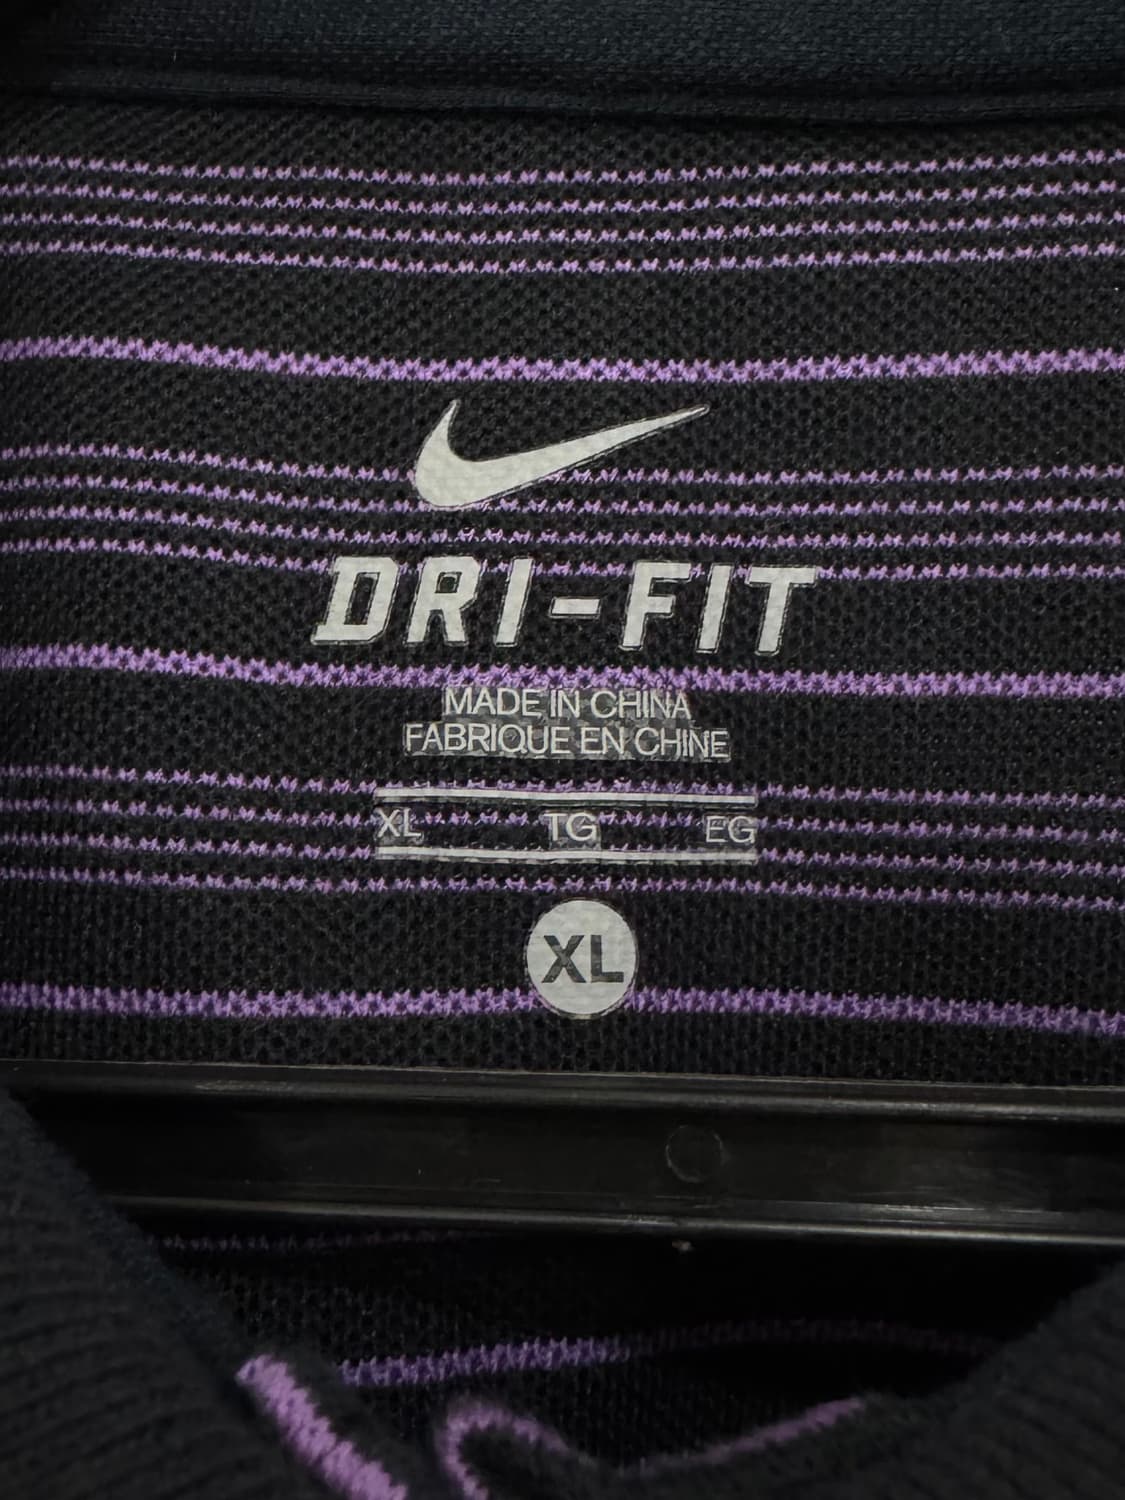 DRI-FIT
MADE IN CHINA
FABRIQUE EN CHINE
XL TG EG
XL